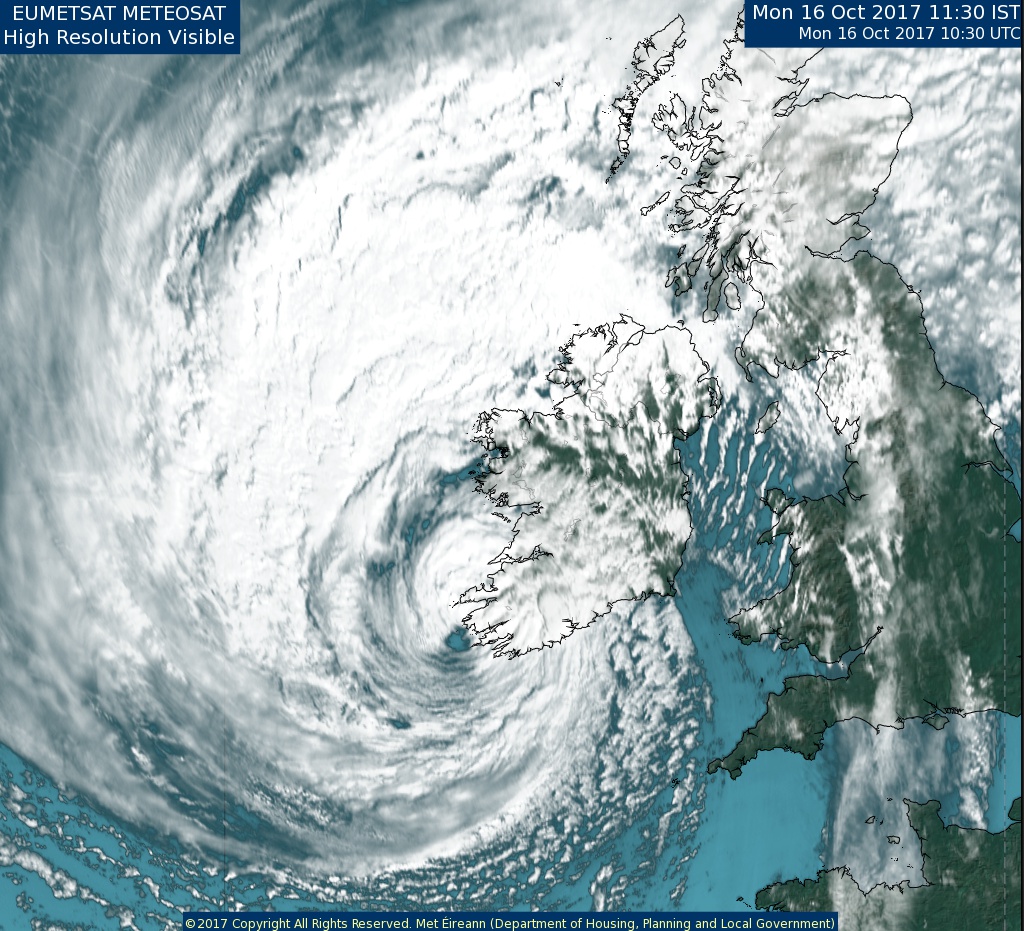 EUMETSAT METEOSAT
High Resolution Visible
Mon 16 Oct 2017 11:30 IST
Mon 16 Oct 2017 10:30 UTC
©2017 Copyright All Rights Reserved. Met Éireann (Department of Housing, Planning and Local Government)